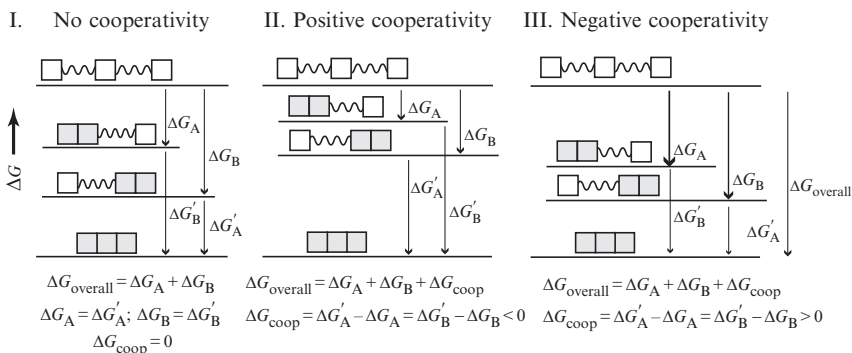 I. No cooperativity
II. Positive cooperativity
III. Negative cooperativity
ΔG
ΔG_A
ΔG_B
ΔG′_B
ΔG′_A
ΔG_overall = ΔG_A + ΔG_B
ΔG_A = ΔG′_A; ΔG_B = ΔG′_B
ΔG_coop = 0
ΔG_A
ΔG_B
ΔG′_A
ΔG′_B
ΔG_overall = ΔG_A + ΔG_B + ΔG_coop
ΔG_coop = ΔG′_A − ΔG_A = ΔG′_B − ΔG_B < 0
ΔG_A
ΔG_B
ΔG_overall
ΔG′_B
ΔG′_A
ΔG_overall = ΔG_A + ΔG_B + ΔG_coop
ΔG_coop = ΔG′_A − ΔG_A = ΔG′_B − ΔG_B > 0